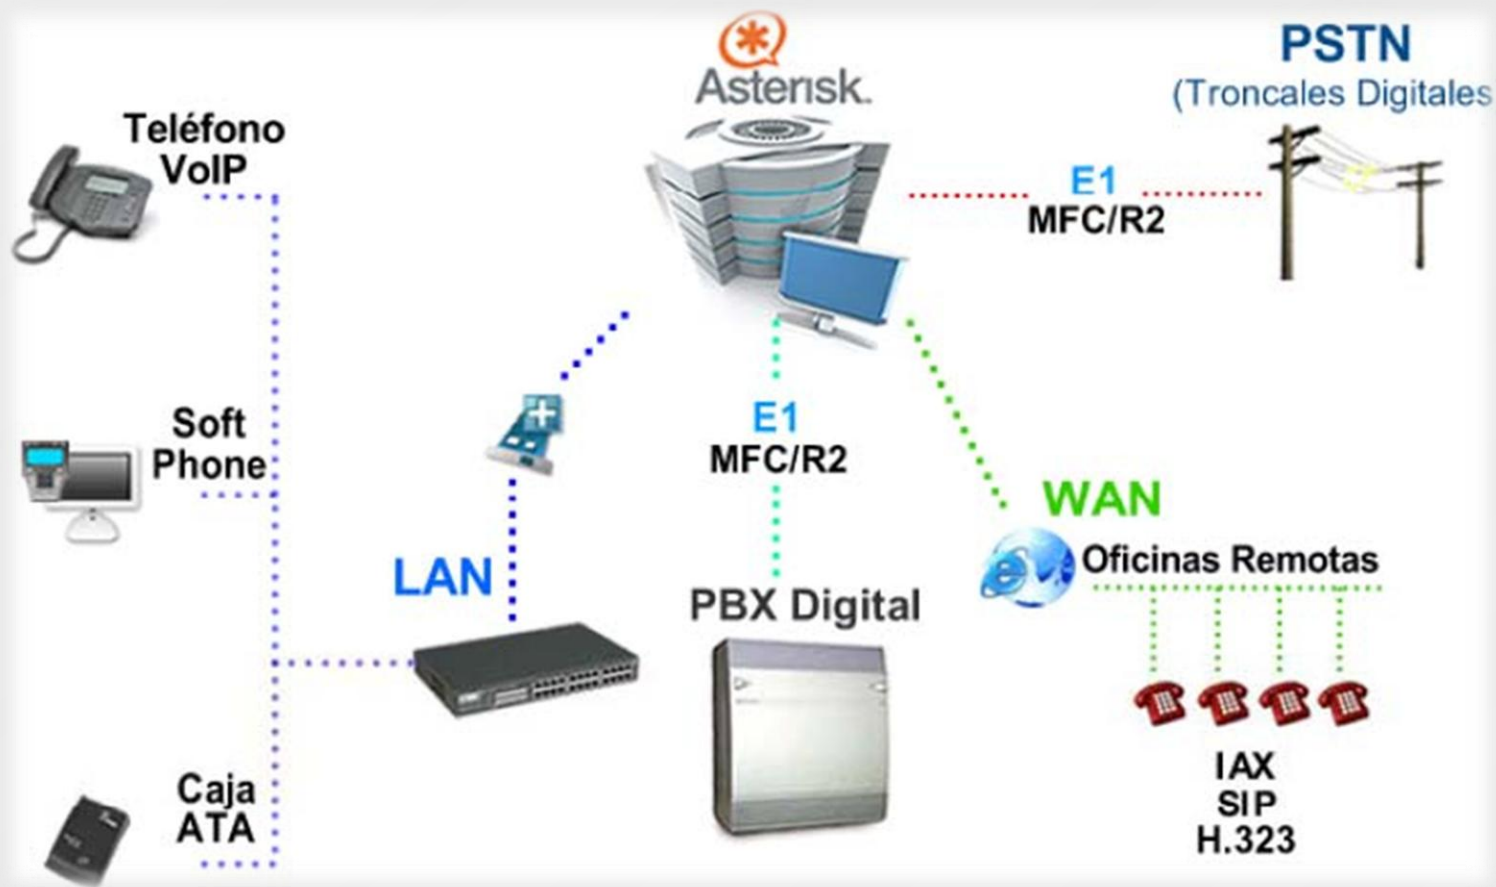 Asterisk.
PSTN
(Troncales Digitales
Teléfono
VoIP
E1
MFC/R2
Soft
Phone
E1
MFC/R2
WAN
Oficinas Remotas
LAN
PBX Digital
Caja
ATA
IAX
SIP
H.323